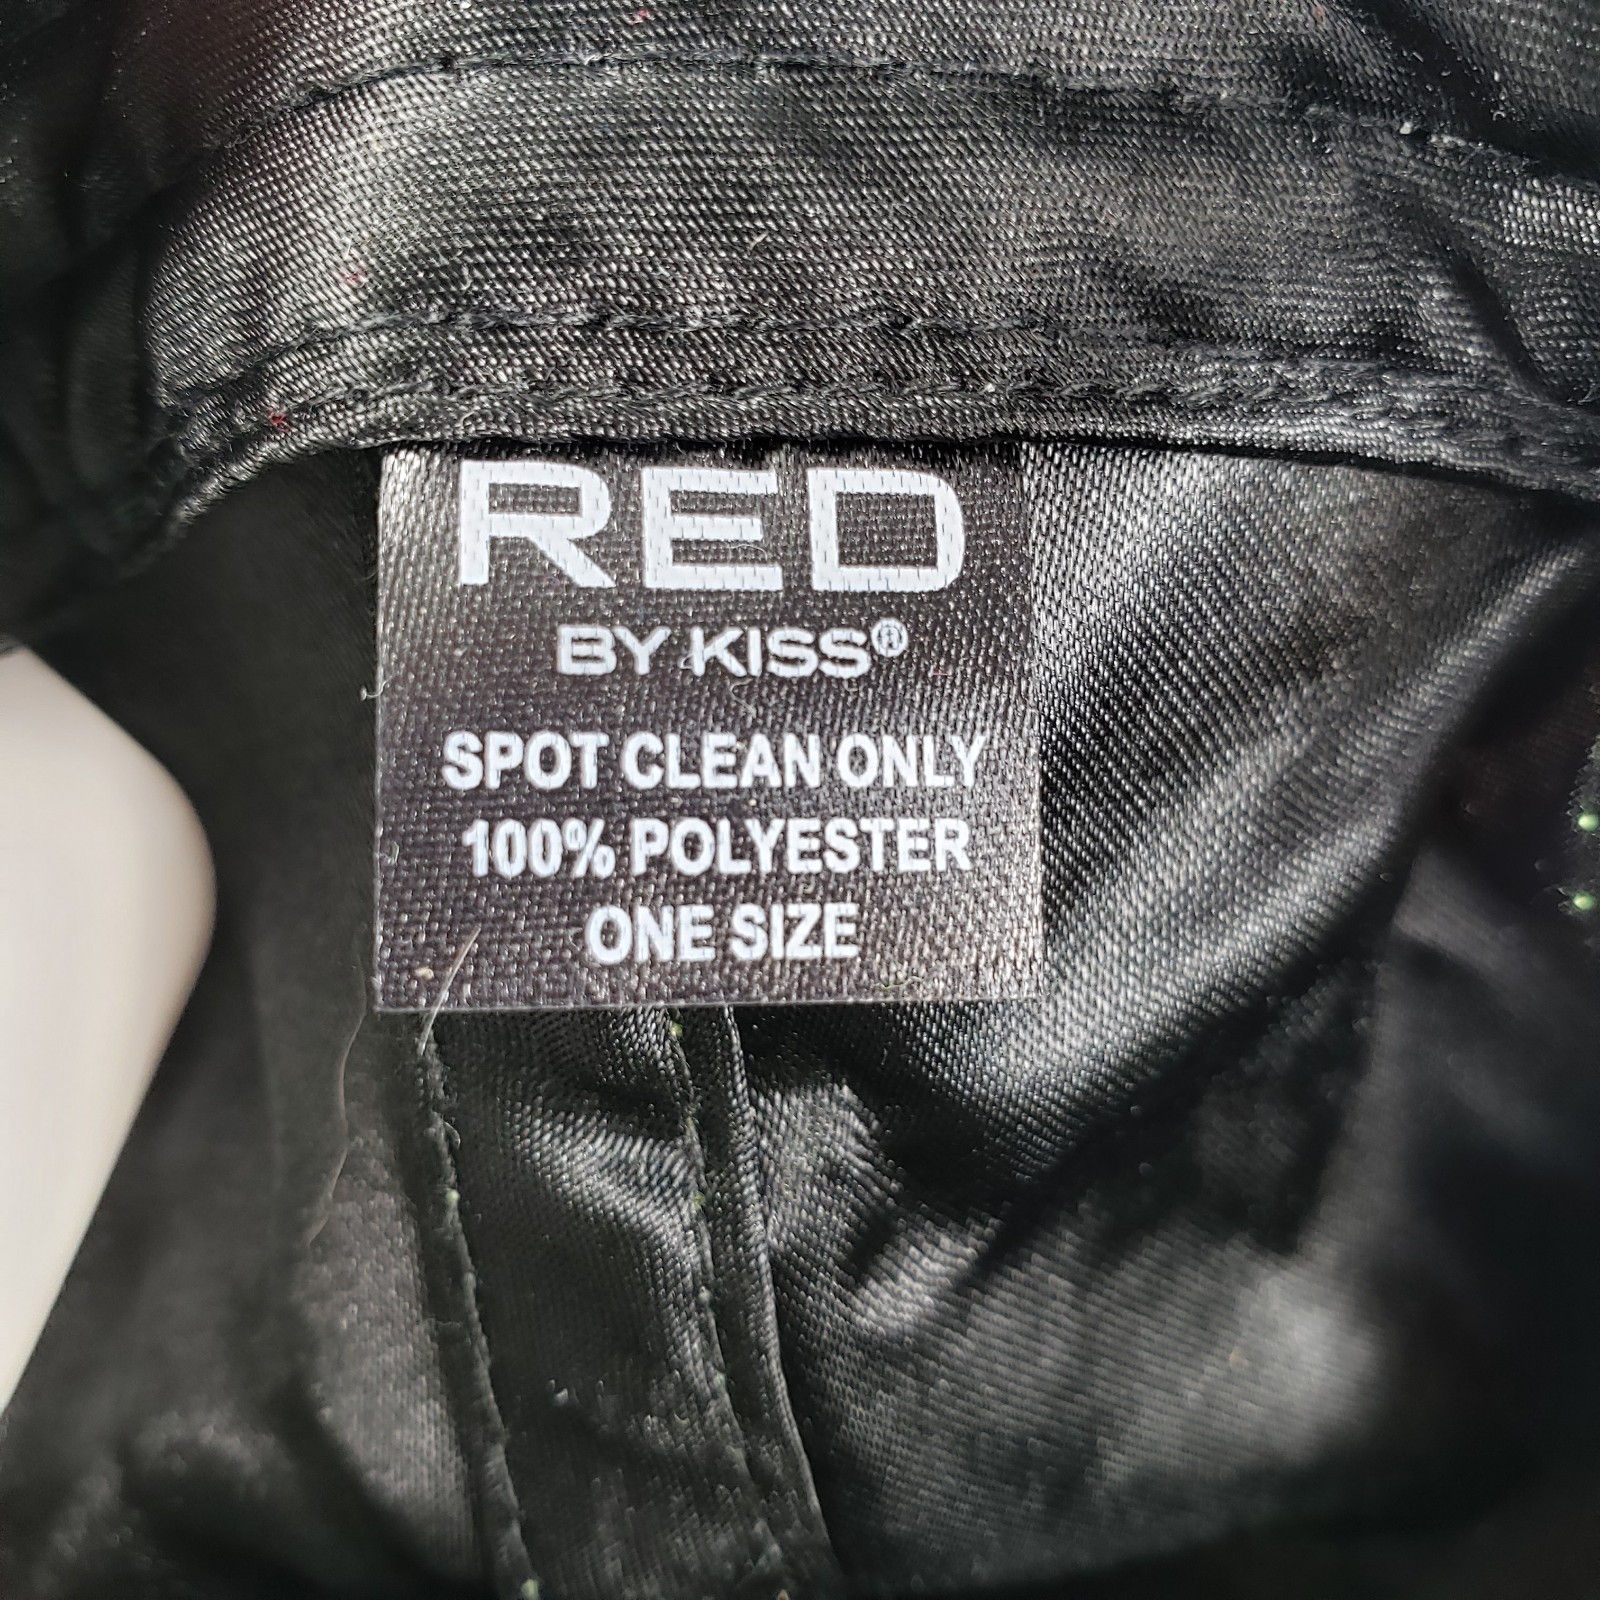 RED
BY KISS®
SPOT CLEAN ONLY
100% POLYESTER
ONE SIZE